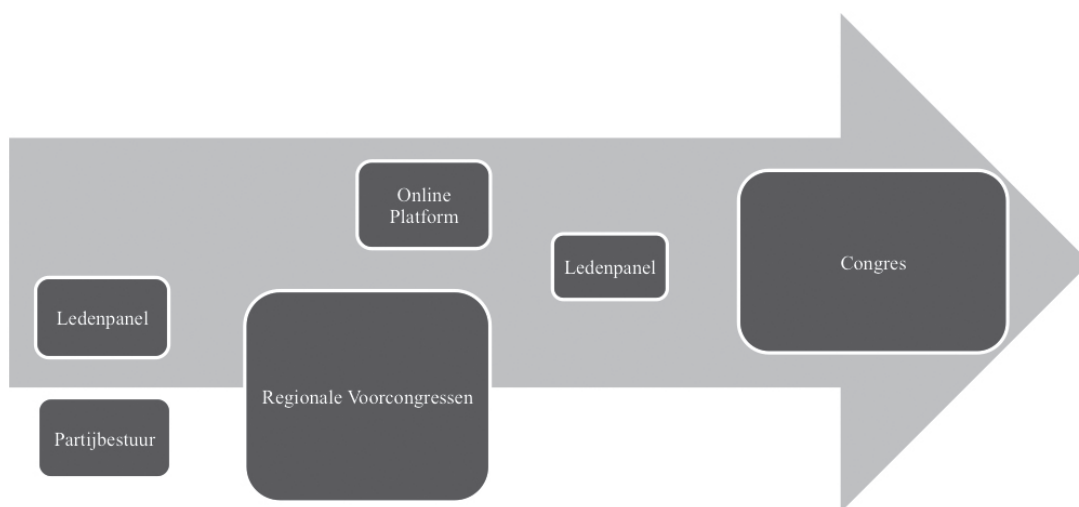 Ledenpanel
Partijbestuur
Regionale Voorcongressen
Online
Platform
Ledenpanel
Congres